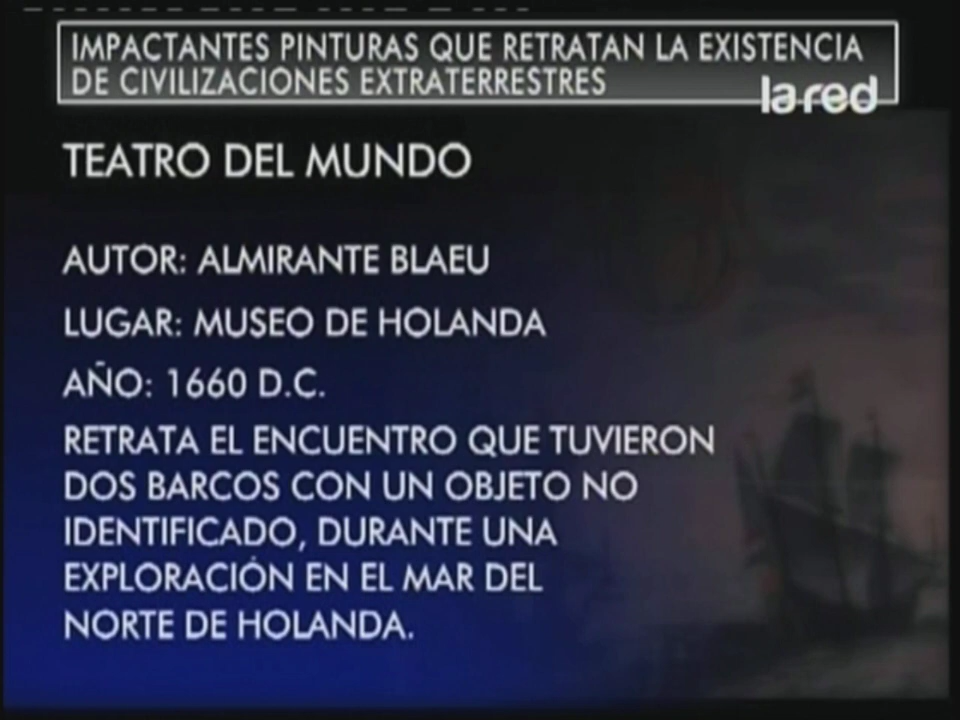 IMPACTANTES PINTURAS QUE RETRATAN LA EXISTENCIA
DE CIVILIZACIONES EXTRATERRESTRES
la red
TEATRO DEL MUNDO
AUTOR: ALMIRANTE BLAEU
LUGAR: MUSEO DE HOLANDA
AÑO: 1660 D.C.
RETRATA EL ENCUENTRO QUE TUVIERON
DOS BARCOS CON UN OBJETO NO
IDENTIFICADO, DURANTE UNA
EXPLORACIÓN EN EL MAR DEL
NORTE DE HOLANDA.